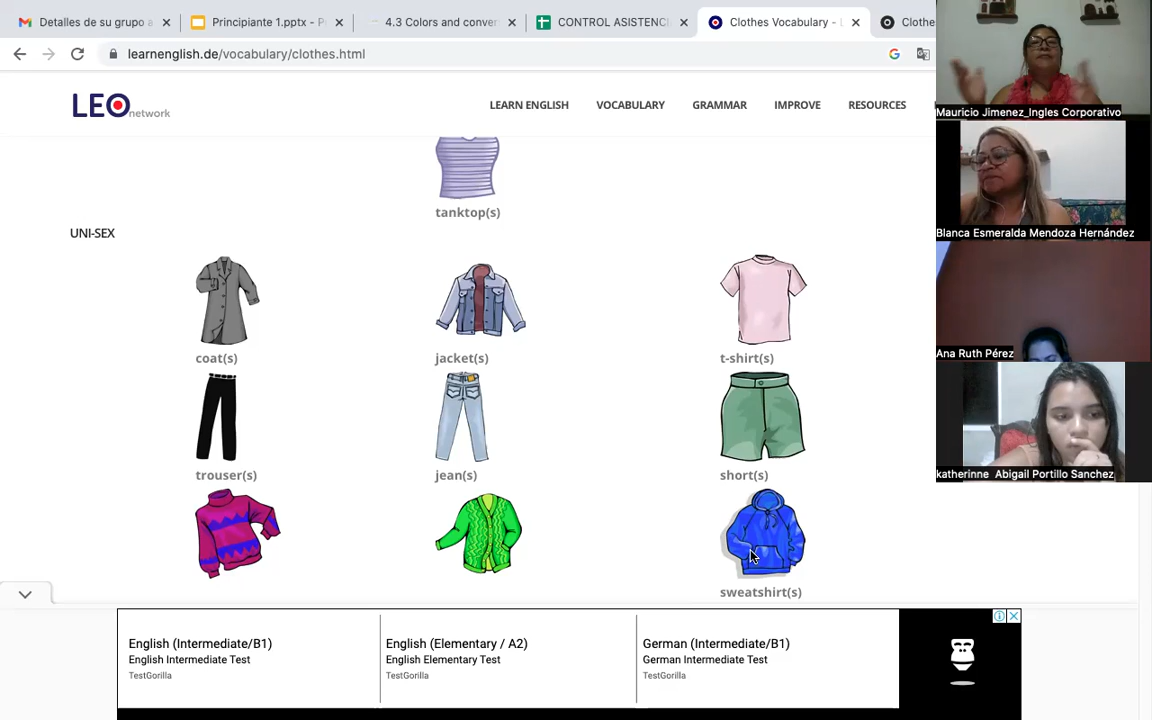 Detalles de su grupo a
Principiante 1.pptx - P
4.3 Colors and conver
CONTROL ASISTENC
Clothes Vocabulary - L
Clothes
learnenglish.de/vocabulary/clothes.html
LEO network
LEARN ENGLISH
VOCABULARY
GRAMMAR
IMPROVE
RESOURCES
tanktop(s)
UNI-SEX
coat(s)
jacket(s)
t-shirt(s)
trouser(s)
jean(s)
short(s)
sweatshirt(s)
Mauricio Jimenez_Ingles Corporativo
Blanca Esmeralda Mendoza Hernández
Ana Ruth Pérez
katherinne Abigail Portillo Sanchez
English (Intermediate/B1)
English Intermediate Test
TestGorilla
English (Elementary / A2)
English Elementary Test
TestGorilla
German (Intermediate/B1)
German Intermediate Test
TestGorilla